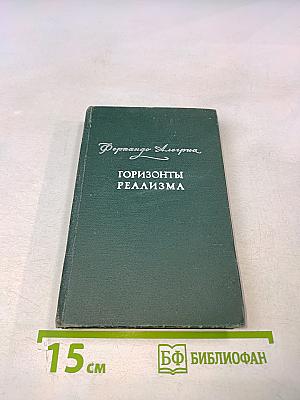 Фернандо Алегриа
ГОРИЗОНТЫ
РЕАЛИЗМА
15 см
БФ БИБЛИОФАН